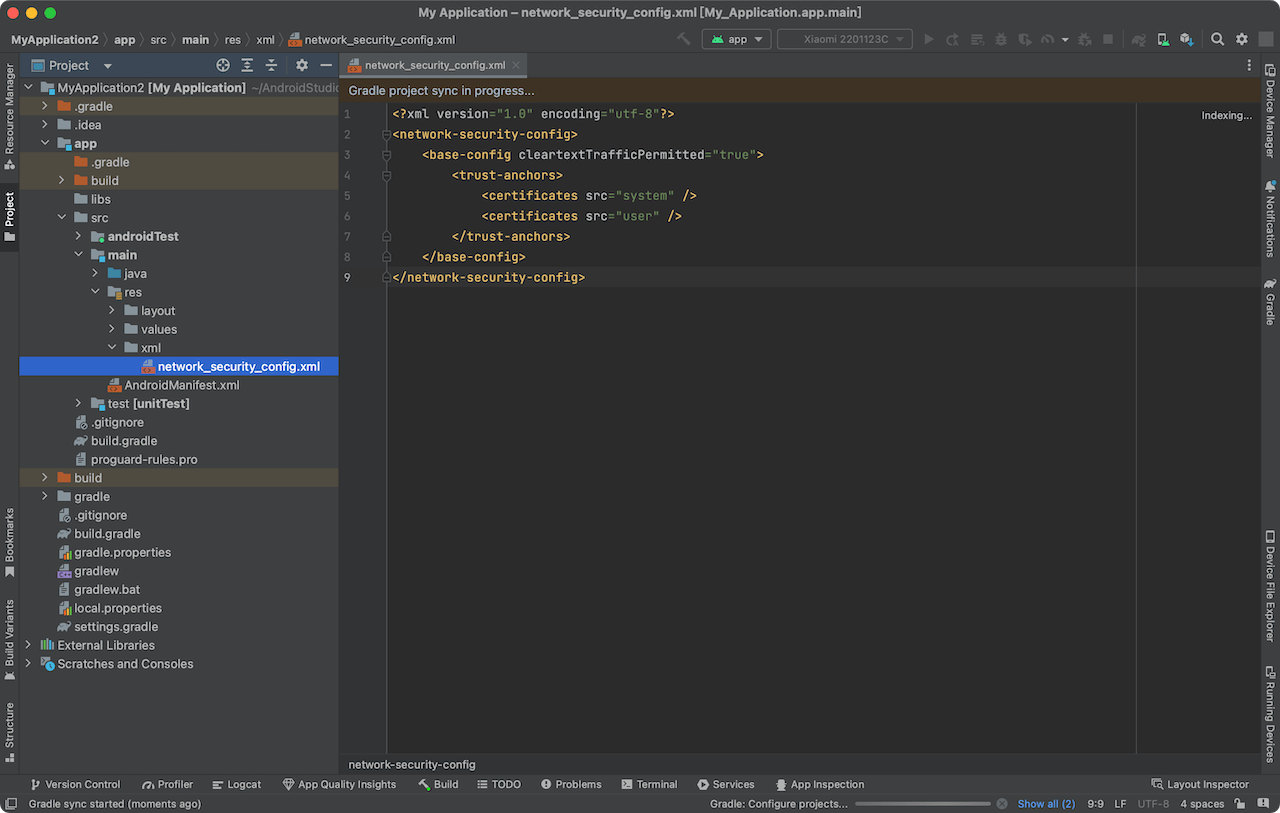 My Application – network_security_config.xml [My_Application.app.main]
MyApplication2 app src main res xml network_security_config.xml
app
Xiaomi 2201123C
Project
network_security_config.xml
Gradle project sync in progress...
Indexing...
Resource Manager
Project
Bookmarks
Build Variants
Structure
MyApplication2 [My Application] ~/AndroidStudio
.gradle
.idea
app
.gradle
build
libs
src
androidTest
main
java
res
layout
values
xml
network_security_config.xml
AndroidManifest.xml
test [unitTest]
.gitignore
build.gradle
proguard-rules.pro
build
gradle
.gitignore
build.gradle
gradle.properties
gradlew
gradlew.bat
local.properties
settings.gradle
External Libraries
Scratches and Consoles
1 <?xml version="1.0" encoding="utf-8"?>
2 <network-security-config>
3 <base-config cleartextTrafficPermitted="true">
4 <trust-anchors>
5 <certificates src="system" />
6 <certificates src="user" />
7 </trust-anchors>
8 </base-config>
9 </network-security-config>
Device Manager
Notifications
Gradle
Device File Explorer
Running Devices
network-security-config
Version Control Profiler Logcat App Quality Insights Build TODO Problems Terminal Services App Inspection Layout Inspector
Gradle sync started (moments ago) Gradle: Configure projects... Show all (2) 9:9 LF UTF-8 4 spaces